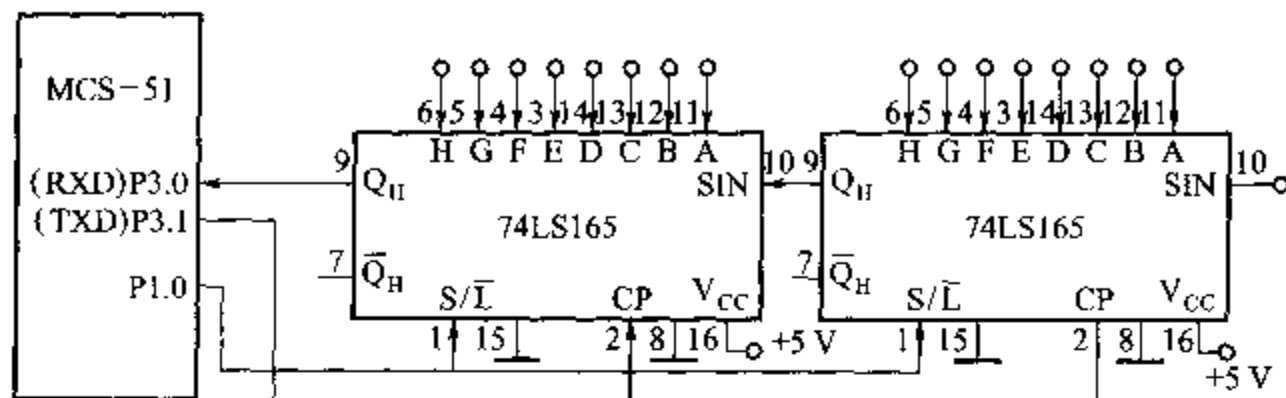 MCS-51
(RXD)P3.0
(TXD)P3.1
P1.0
6 5 4 3 14 13 12 11
H G F E D C B A
9 Q_H SIN 10
74LS165
7 Q̅_H
S/L̅ CP V_CC
1 15 2 8 16 +5 V
6 5 4 3 14 13 12 11
H G F E D C B A
9 Q_H SIN 10
74LS165
7 Q̅_H
S/L̅ CP V_CC
1 15 2 8 16
+5 V